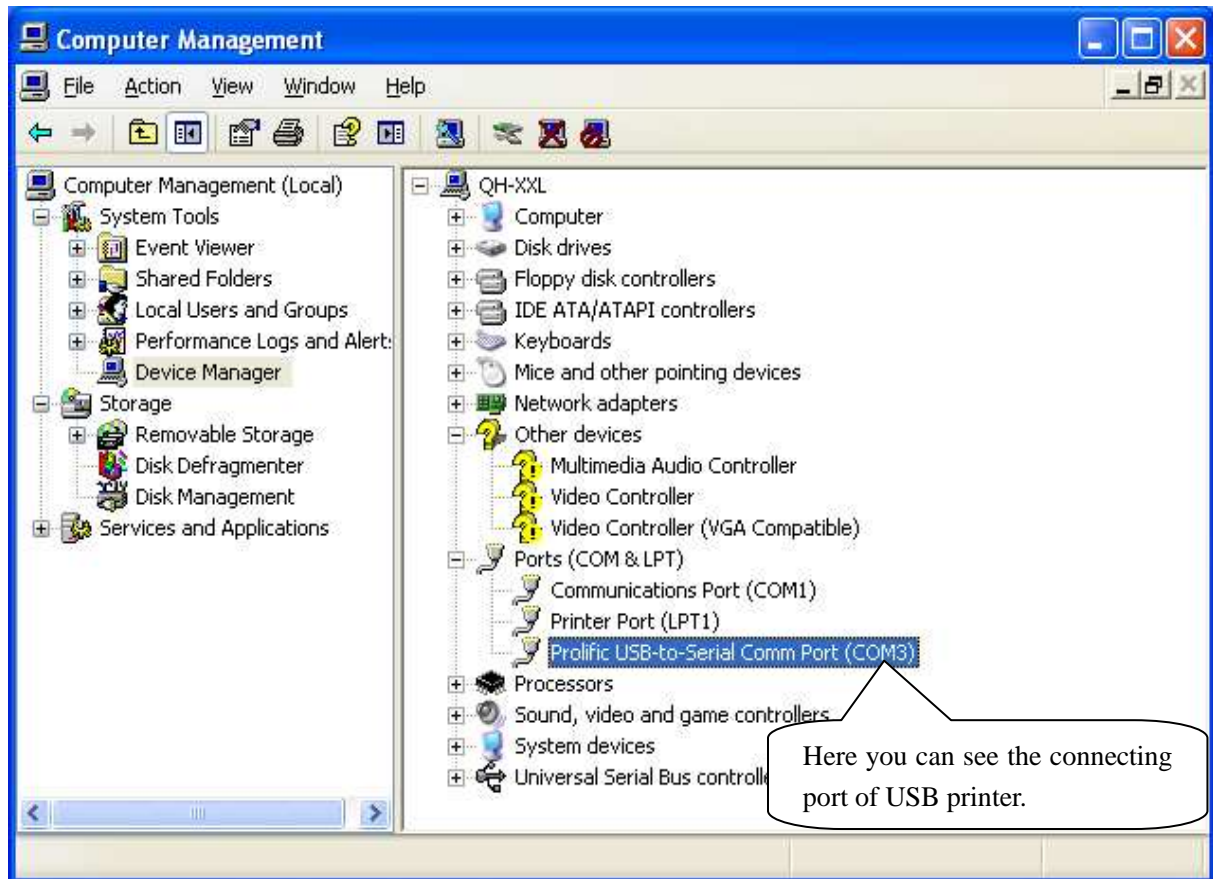 Computer Management
File Action View Window Help
Computer Management (Local)
System Tools
Event Viewer
Shared Folders
Local Users and Groups
Performance Logs and Alert
Device Manager
Storage
Removable Storage
Disk Defragmenter
Disk Management
Services and Applications
QH-XXL
Computer
Disk drives
Floppy disk controllers
IDE ATA/ATAPI controllers
Keyboards
Mice and other pointing devices
Network adapters
Other devices
Multimedia Audio Controller
Video Controller
Video Controller (VGA Compatible)
Ports (COM & LPT)
Communications Port (COM1)
Printer Port (LPT1)
Prolific USB-to-Serial Comm Port (COM3)
Processors
Sound, video and game controllers
System devices
Universal Serial Bus controlle
Here you can see the connecting
port of USB printer.